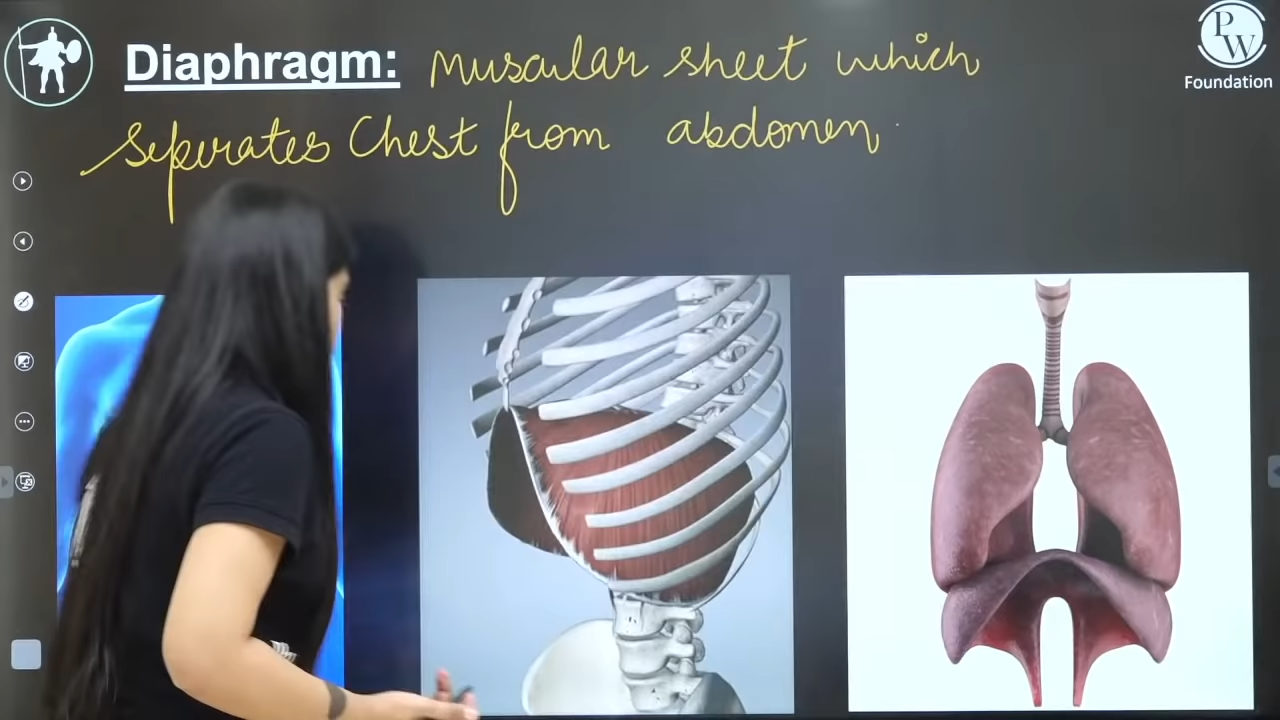 Diaphragm: Muscular sheet which
seperates Chest from abdomen
PW
Foundation